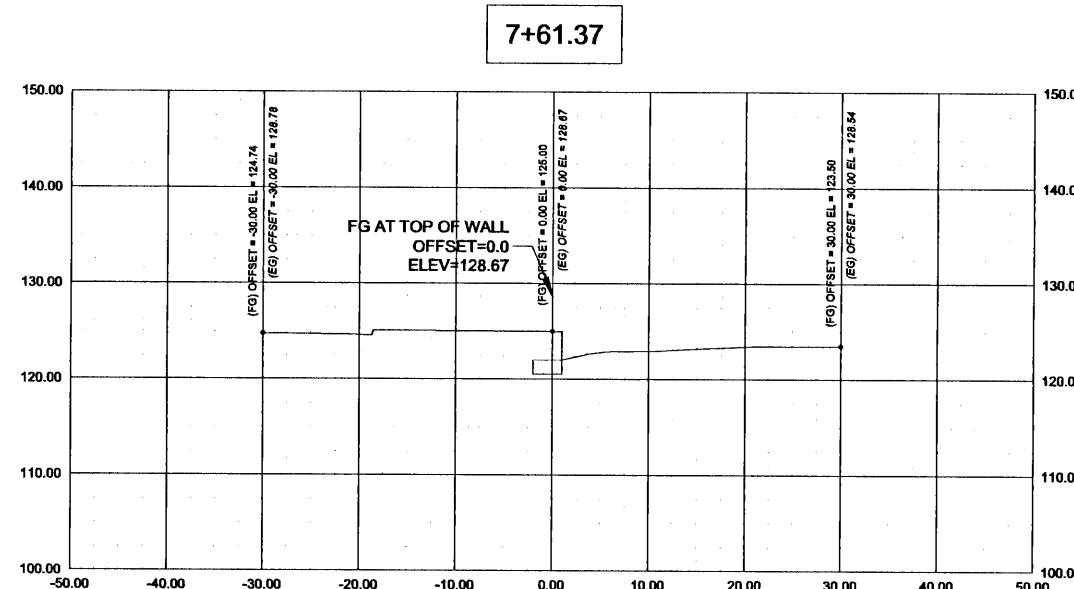 7+61.37
150.00
150.0
140.00
140.0
130.00
130.0
120.00
120.0
110.00
110.0
100.00
100.0
(FG) OFFSET = -30.00 EL = 124.74
(EG) OFFSET = -30.00 EL = 128.78
FG AT TOP OF WALL
OFFSET=0.0
ELEV=128.67
(FG) OFFSET = 0.00 EL = 125.00
(EG) OFFSET = 0.00 EL = 128.67
(FG) OFFSET = 30.00 EL = 123.50
(EG) OFFSET = 30.00 EL = 128.54
-50.00 -40.00 -30.00 -20.00 -10.00 0.00 10.00 20.00 30.00 40.00 50.00